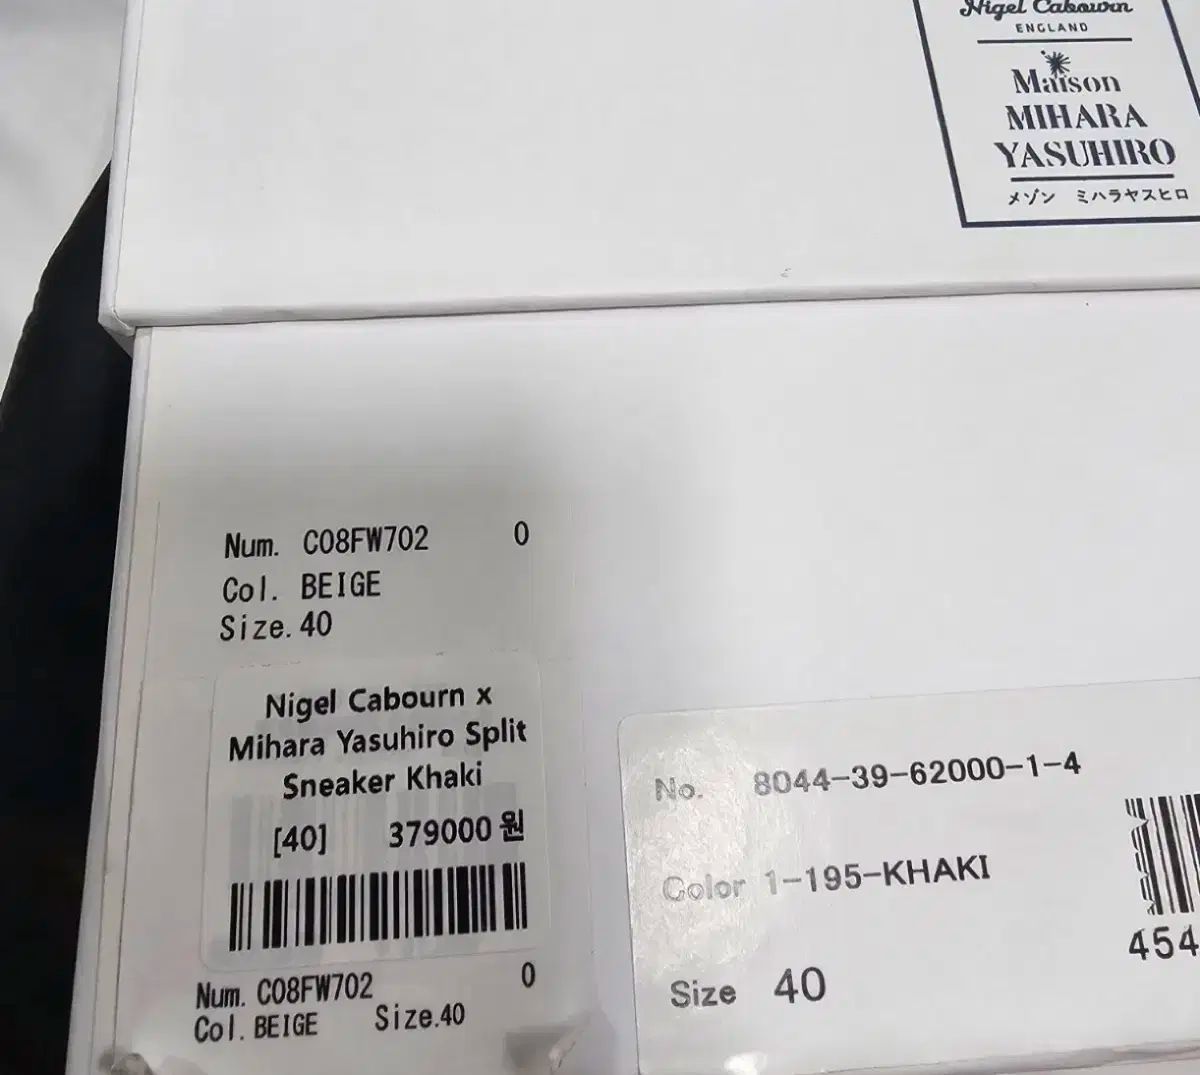 Nigel Cabourn
ENGLAND
Maison
MIHARA
YASUHIRO
メゾン ミハラヤスヒロ
Num. C08FW702 0
Col. BEIGE
Size. 40
Nigel Cabourn x
Mihara Yasuhiro Split
Sneaker Khaki
[40] 379000 원
Num. C08FW702 0
Col. BEIGE Size.40
No. 8044-39-62000-1-4
Color 1-195-KHAKI
454
Size 40